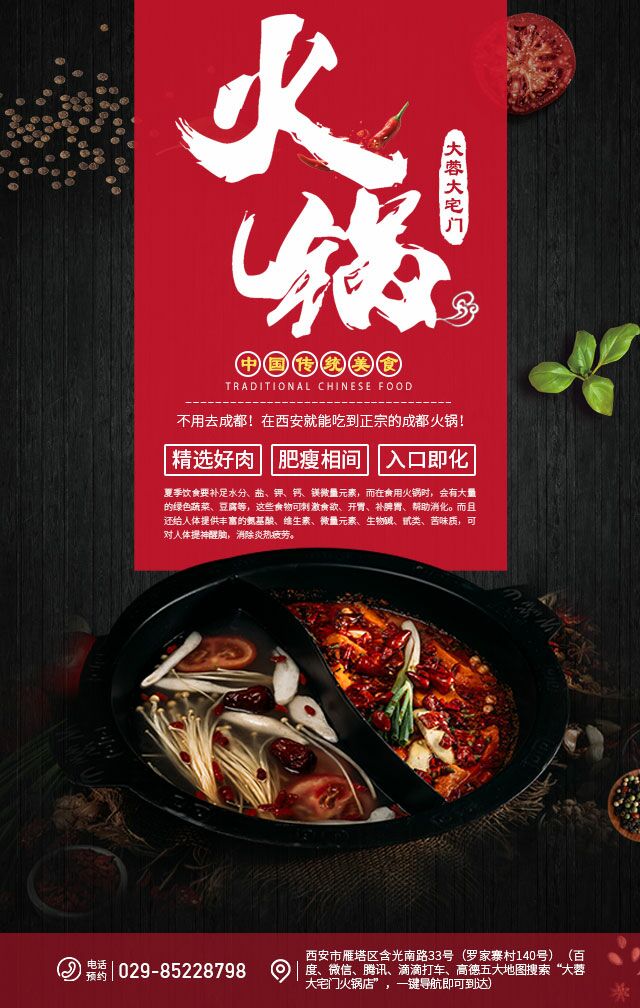 火锅
大蓉大宅门
中国传统美食
TRADITIONAL CHINESE FOOD
不用去成都！在西安就能吃到正宗的成都火锅！
精选好肉 肥瘦相间 入口即化
夏季饮食要补足水分、盐、钾、钙、镁微量元素，而在食用火锅时，会有大量
的绿色蔬菜、豆腐等，这些食物可刺激食欲、开胃、补脾胃、帮助消化。而且
还给人体提供丰富的氨基酸、维生素、微量元素、生物碱、甙类、苦味质，可
对人体提神醒脑，消除炎热疲劳。
电话
预约
029-85228798
西安市雁塔区含光南路33号（罗家寨村140号）（百
度、微信、腾讯、滴滴打车、高德五大地图搜索“大蓉
大宅门火锅店”，一键导航即可到达）